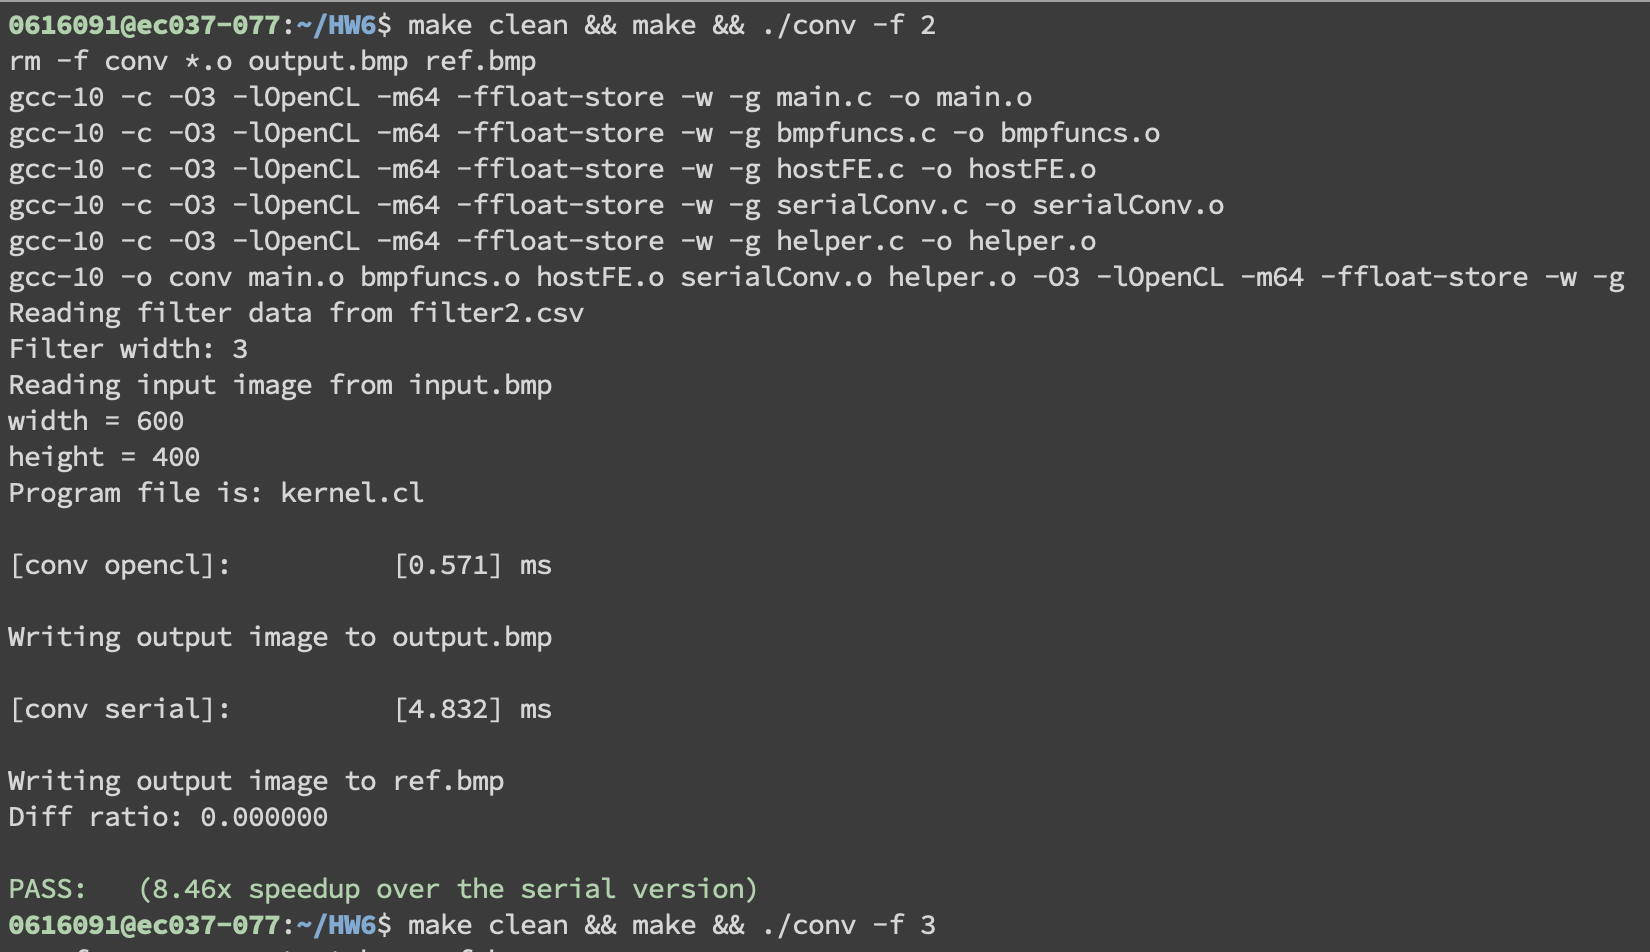 0616091@ec037-077:~/HW6$ make clean && make && ./conv -f 2
rm -f conv *.o output.bmp ref.bmp
gcc-10 -c -O3 -lOpenCL -m64 -ffloat-store -w -g main.c -o main.o
gcc-10 -c -O3 -lOpenCL -m64 -ffloat-store -w -g bmpfuncs.c -o bmpfuncs.o
gcc-10 -c -O3 -lOpenCL -m64 -ffloat-store -w -g hostFE.c -o hostFE.o
gcc-10 -c -O3 -lOpenCL -m64 -ffloat-store -w -g serialConv.c -o serialConv.o
gcc-10 -c -O3 -lOpenCL -m64 -ffloat-store -w -g helper.c -o helper.o
gcc-10 -o conv main.o bmpfuncs.o hostFE.o serialConv.o helper.o -O3 -lOpenCL -m64 -ffloat-store -w -g
Reading filter data from filter2.csv
Filter width: 3
Reading input image from input.bmp
width = 600
height = 400
Program file is: kernel.cl
[conv opencl]: [0.571] ms
Writing output image to output.bmp
[conv serial]: [4.832] ms
Writing output image to ref.bmp
Diff ratio: 0.000000
PASS: (8.46x speedup over the serial version)
0616091@ec037-077:~/HW6$ make clean && make && ./conv -f 3